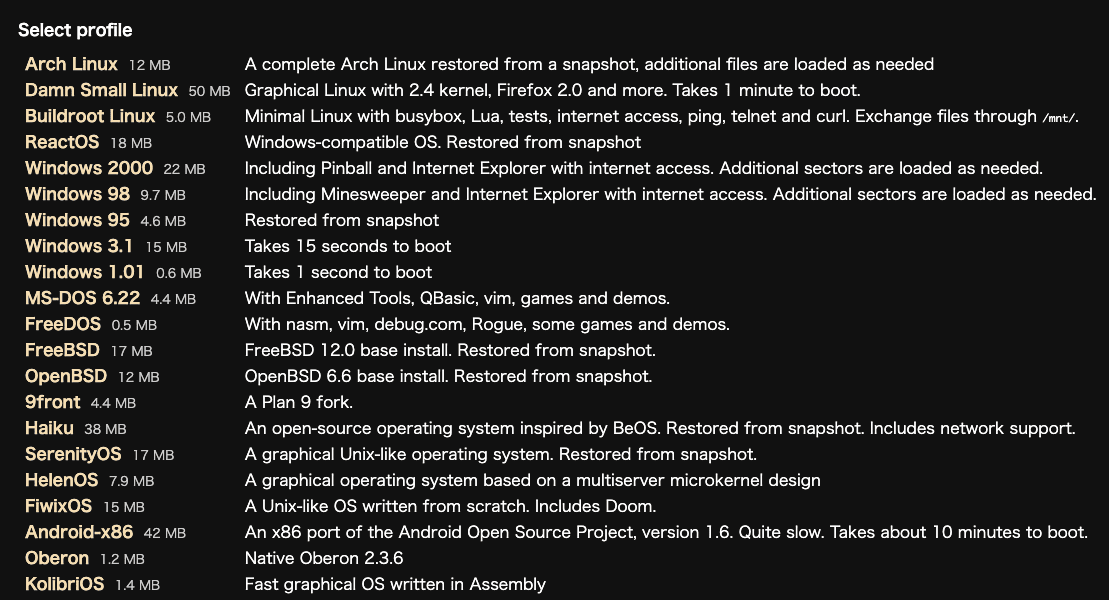 Select profile
Arch Linux 12 MB A complete Arch Linux restored from a snapshot, additional files are loaded as needed
Damn Small Linux 50 MB Graphical Linux with 2.4 kernel, Firefox 2.0 and more. Takes 1 minute to boot.
Buildroot Linux 5.0 MB Minimal Linux with busybox, Lua, tests, internet access, ping, telnet and curl. Exchange files through /mnt/.
ReactOS 18 MB Windows-compatible OS. Restored from snapshot
Windows 2000 22 MB Including Pinball and Internet Explorer with internet access. Additional sectors are loaded as needed.
Windows 98 9.7 MB Including Minesweeper and Internet Explorer with internet access. Additional sectors are loaded as needed.
Windows 95 4.6 MB Restored from snapshot
Windows 3.1 15 MB Takes 15 seconds to boot
Windows 1.01 0.6 MB Takes 1 second to boot
MS-DOS 6.22 4.4 MB With Enhanced Tools, QBasic, vim, games and demos.
FreeDOS 0.5 MB With nasm, vim, debug.com, Rogue, some games and demos.
FreeBSD 17 MB FreeBSD 12.0 base install. Restored from snapshot.
OpenBSD 12 MB OpenBSD 6.6 base install. Restored from snapshot.
9front 4.4 MB A Plan 9 fork.
Haiku 38 MB An open-source operating system inspired by BeOS. Restored from snapshot. Includes network support.
SerenityOS 17 MB A graphical Unix-like operating system. Restored from snapshot.
HelenOS 7.9 MB A graphical operating system based on a multiserver microkernel design
FiwixOS 15 MB A Unix-like OS written from scratch. Includes Doom.
Android-x86 42 MB An x86 port of the Android Open Source Project, version 1.6. Quite slow. Takes about 10 minutes to boot.
Oberon 1.2 MB Native Oberon 2.3.6
KolibriOS 1.4 MB Fast graphical OS written in Assembly